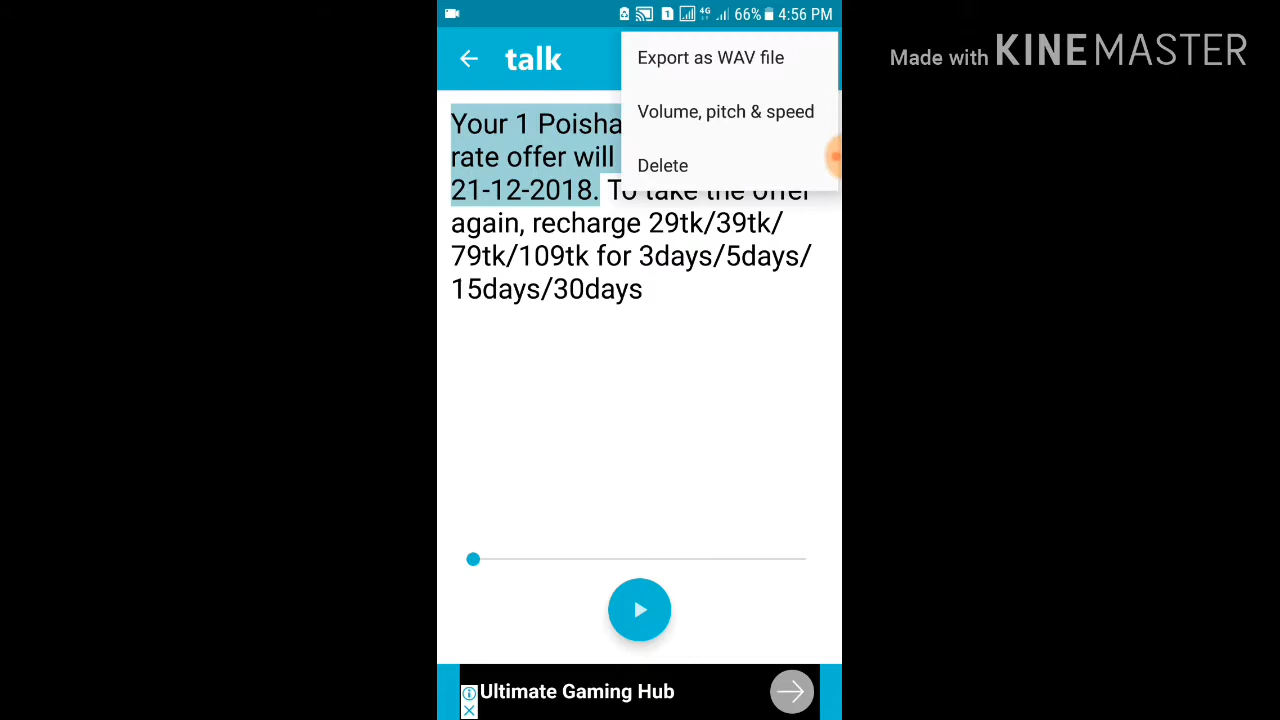 4G 66% 4:56 PM
Made with KINEMASTER
talk
Export as WAV file
Volume, pitch & speed
Delete
Your 1 Poisha
rate offer will
21-12-2018. To take the offer
again, recharge 29tk/39tk/
79tk/109tk for 3days/5days/
15days/30days
Ultimate Gaming Hub